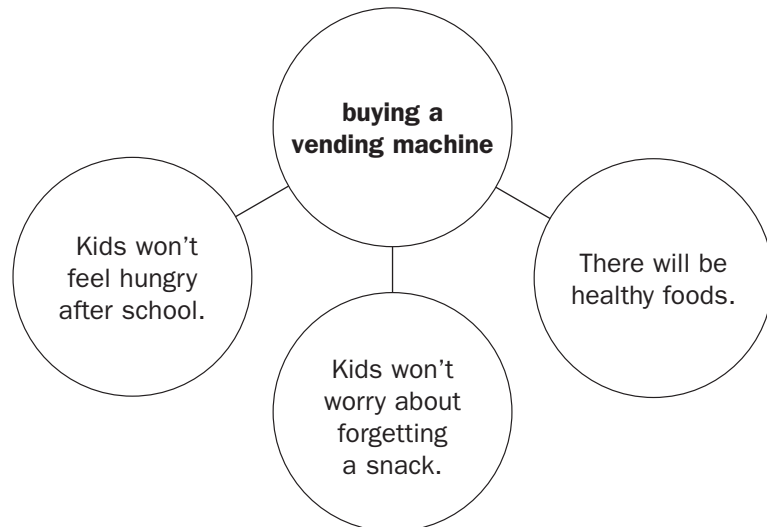 buying a
vending machine
Kids won’t
feel hungry
after school.
Kids won’t
worry about
forgetting
a snack.
There will be
healthy foods.